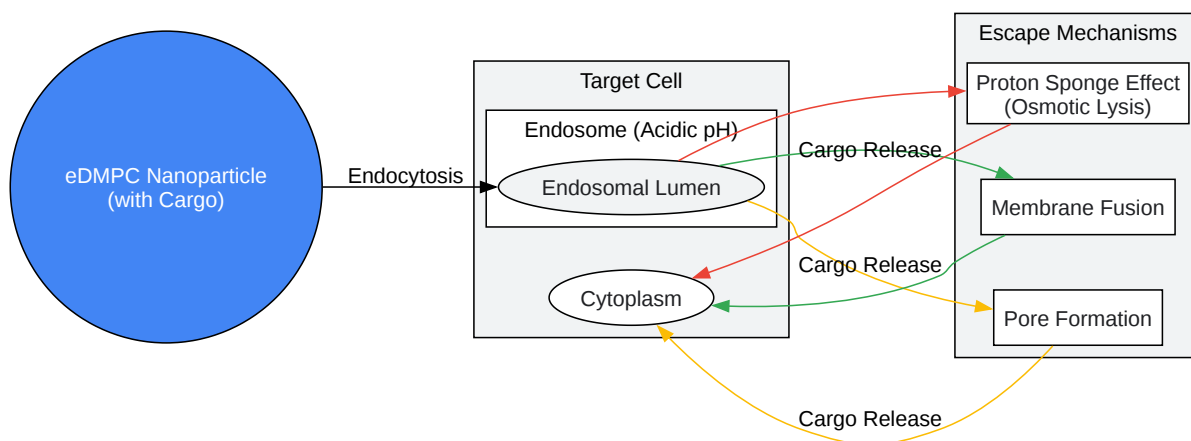 eDMPC Nanoparticle
(with Cargo)
Endocytosis
Target Cell
Endosome (Acidic pH)
Endosomal Lumen
Cytoplasm
Cargo Release
Cargo Release
Cargo Release
Escape Mechanisms
Proton Sponge Effect
(Osmotic Lysis)
Membrane Fusion
Pore Formation